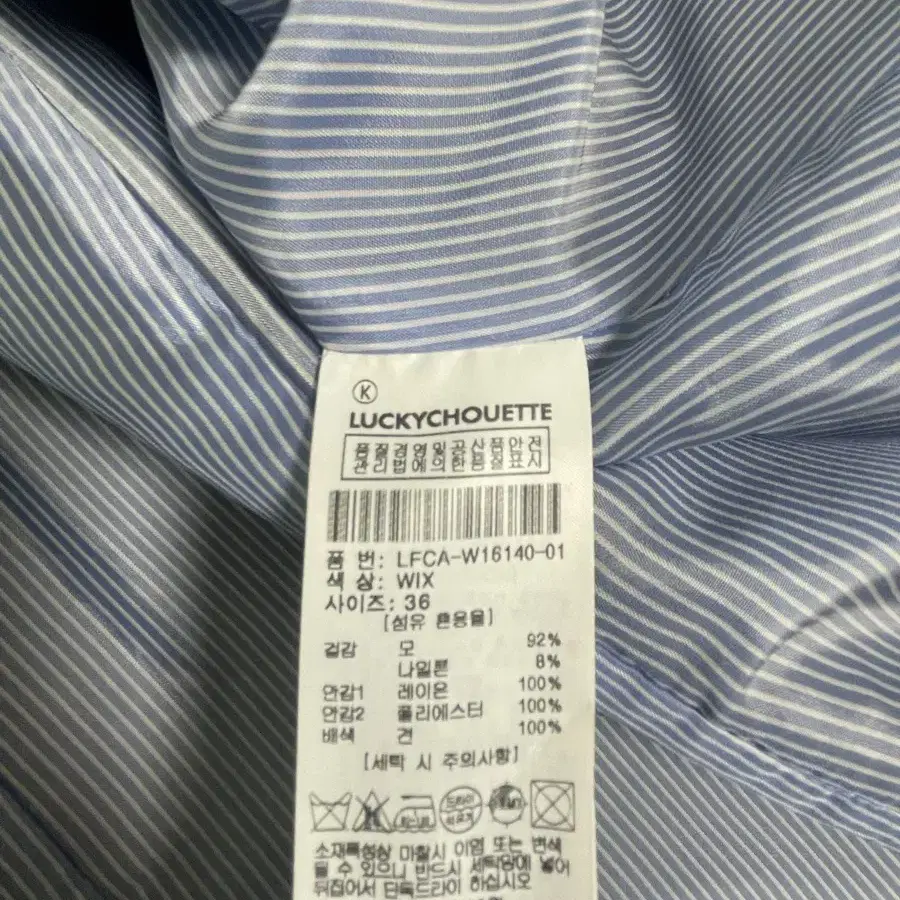 K
LUCKYCHOUETTE
품질경영및공산품안전
관리법에의한품질표시
품 번: LFCA-W16140-01
색 상: WIX
사이즈: 36
[섬유 혼용율]
겉감 모 92%
나일론 8%
안감1 레이온 100%
안감2 폴리에스터 100%
배색 견 100%
[세탁 시 주의사항]
드라이
소재특성상 마찰시 이염 또는 변색
될 수 있으니 반드시 세탁망에 넣어
뒤집어서 단독드라이 하십시오